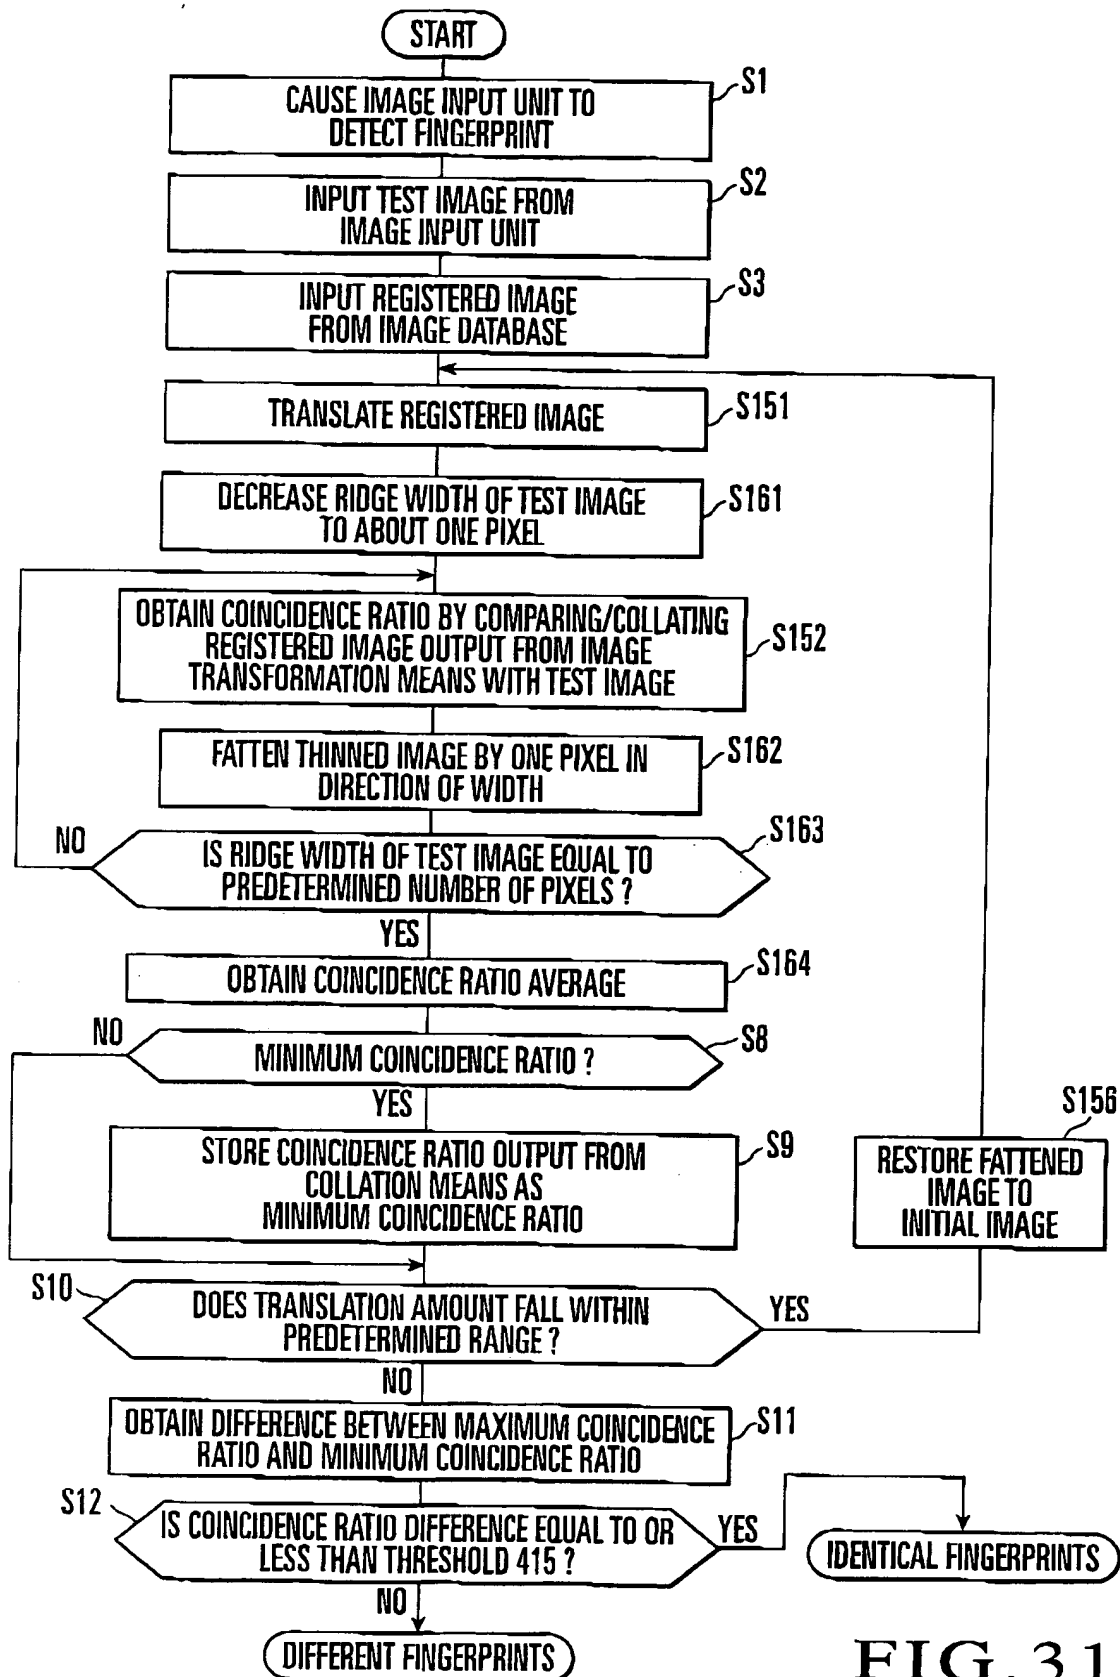 START
S1
CAUSE IMAGE INPUT UNIT TO
DETECT FINGERPRINT
S2
INPUT TEST IMAGE FROM
IMAGE INPUT UNIT
S3
INPUT REGISTERED IMAGE
FROM IMAGE DATABASE
S151
TRANSLATE REGISTERED IMAGE
S161
DECREASE RIDGE WIDTH OF TEST IMAGE
TO ABOUT ONE PIXEL
S152
OBTAIN COINCIDENCE RATIO BY COMPARING/COLLATING
REGISTERED IMAGE OUTPUT FROM IMAGE
TRANSFORMATION MEANS WITH TEST IMAGE
S162
FATTEN THINNED IMAGE BY ONE PIXEL IN
DIRECTION OF WIDTH
S163
NO
IS RIDGE WIDTH OF TEST IMAGE EQUAL TO
PREDETERMINED NUMBER OF PIXELS ?
YES
S164
OBTAIN COINCIDENCE RATIO AVERAGE
NO
S8
MINIMUM COINCIDENCE RATIO ?
YES
S9
STORE COINCIDENCE RATIO OUTPUT FROM
COLLATION MEANS AS
MINIMUM COINCIDENCE RATIO
S156
RESTORE FATTENED
IMAGE TO
INITIAL IMAGE
S10
DOES TRANSLATION AMOUNT FALL WITHIN
PREDETERMINED RANGE ?
YES
NO
S11
OBTAIN DIFFERENCE BETWEEN MAXIMUM COINCIDENCE
RATIO AND MINIMUM COINCIDENCE RATIO
S12
IS COINCIDENCE RATIO DIFFERENCE EQUAL TO OR
LESS THAN THRESHOLD 415 ?
YES
IDENTICAL FINGERPRINTS
NO
DIFFERENT FINGERPRINTS
FIG.31